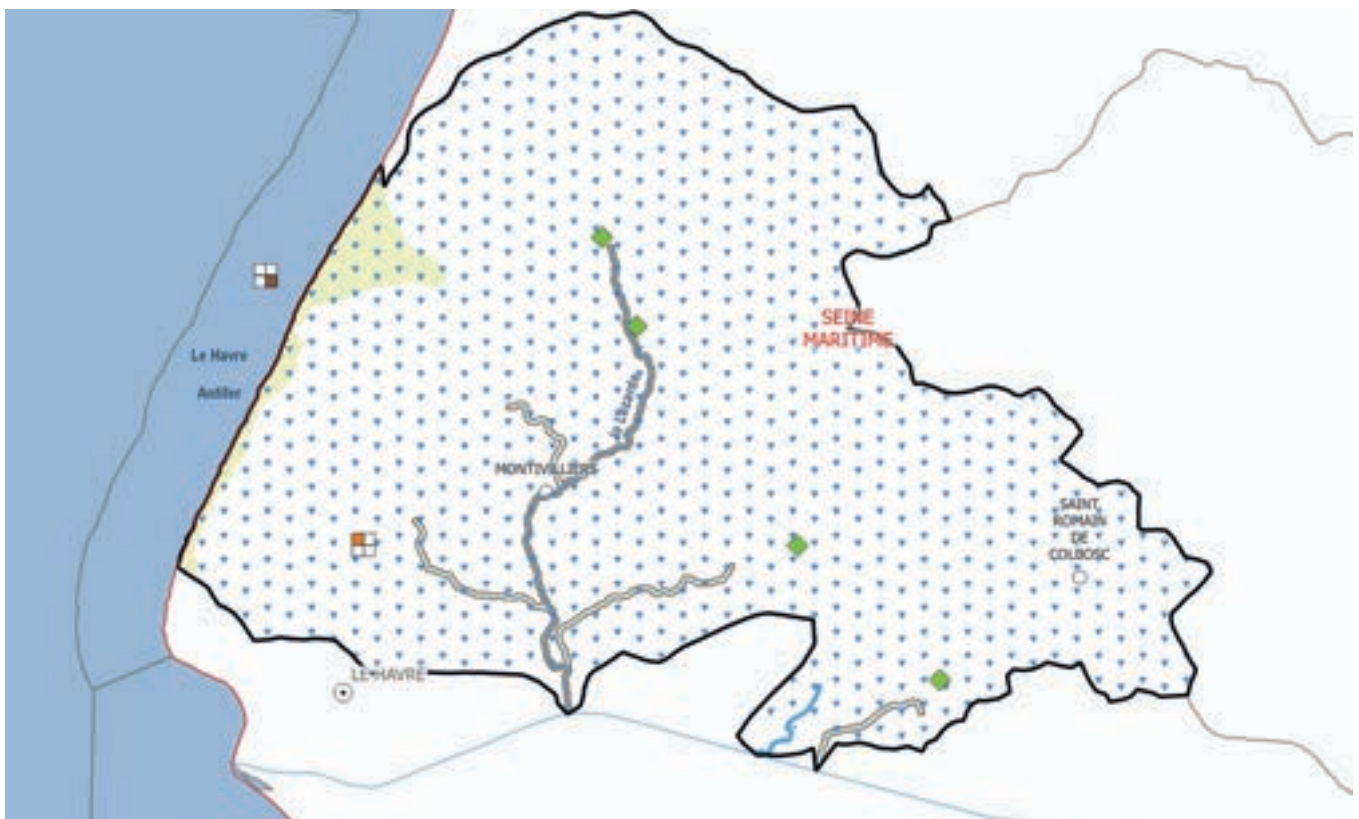 SEINE
MARITIME
Le Havre
Antifer
MONTIVILLIERS
SAINT
ROMAIN
DE
COLBOSC
LE HAVRE